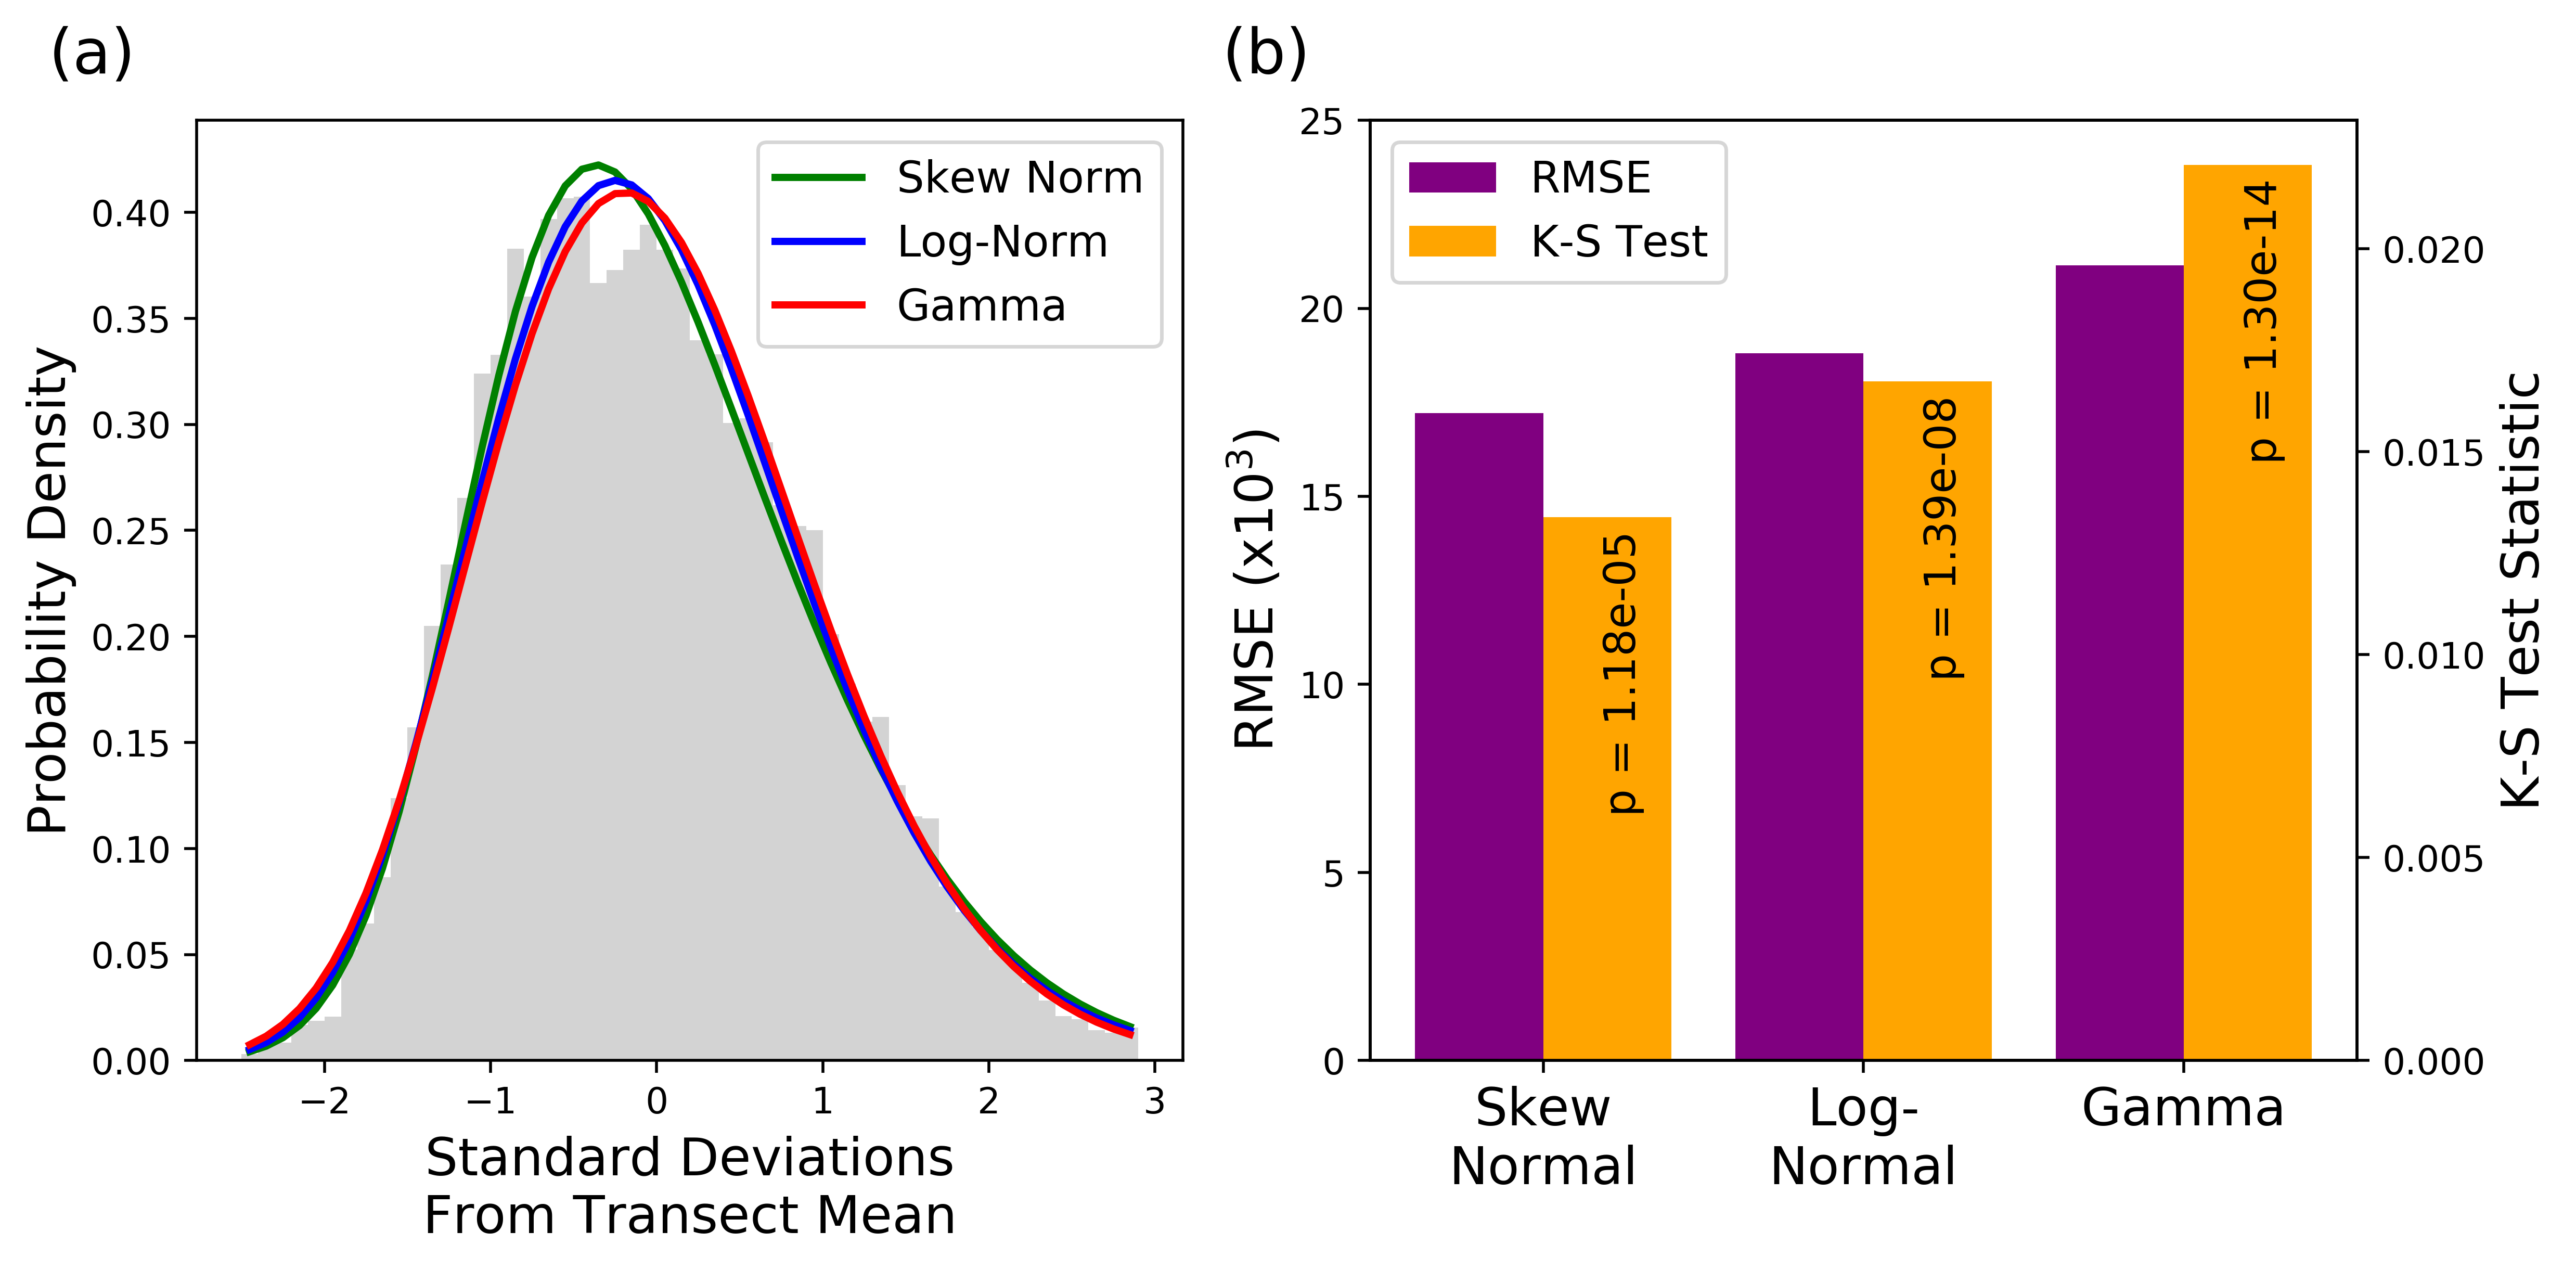 (a)
Probability Density
0.40
0.35
0.30
0.25
0.20
0.15
0.10
0.05
0.00
Skew Norm
Log-Norm
Gamma
−2
−1
0
1
2
3
Standard Deviations
From Transect Mean
(b)
RMSE (x10³)
25
20
15
10
5
0
RMSE
K-S Test
p = 1.18e-05
p = 1.39e-08
p = 1.30e-14
Skew
Normal
Log-
Normal
Gamma
0.020
0.015
0.010
0.005
0.000
K-S Test Statistic